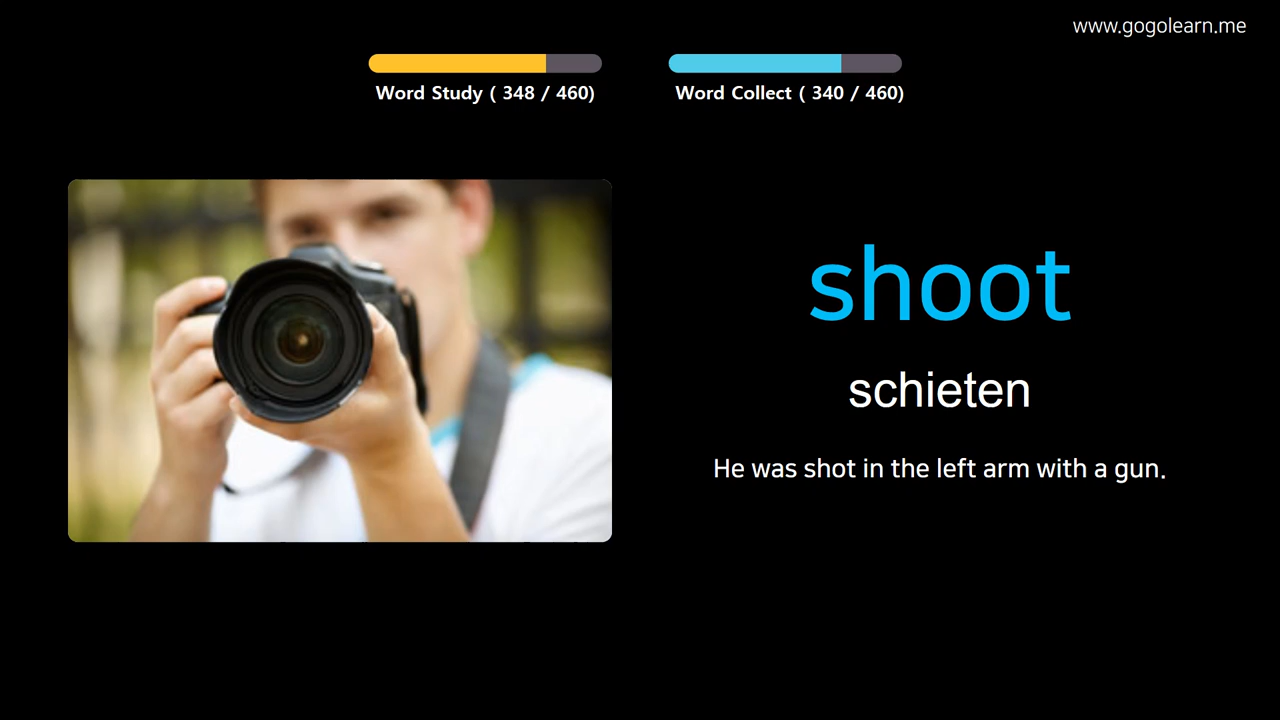 www.gogolearn.me
Word Study ( 348 / 460)
Word Collect ( 340 / 460)
shoot
schieten
He was shot in the left arm with a gun.